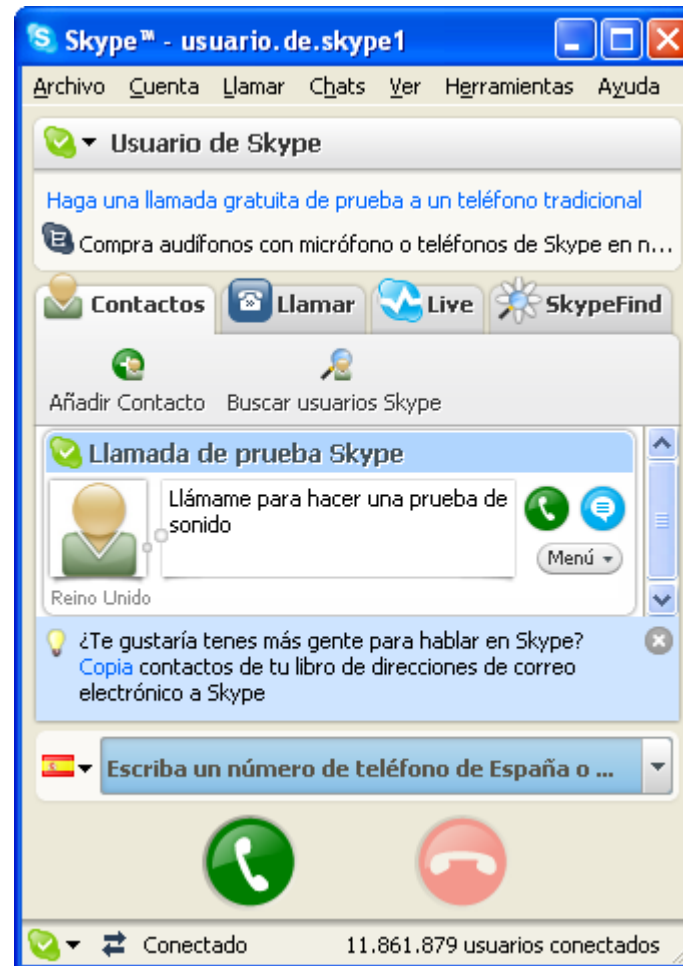 Skype™ - usuario.de.skype1
Archivo Cuenta Llamar Chats Ver Herramientas Ayuda
Usuario de Skype
Haga una llamada gratuita de prueba a un teléfono tradicional
Compra audífonos con micrófono o teléfonos de Skype en n...
Contactos Llamar Live SkypeFind
Añadir Contacto Buscar usuarios Skype
Llamada de prueba Skype
Llámame para hacer una prueba de
sonido
Menú
Reino Unido
¿Te gustaría tenes más gente para hablar en Skype?
Copia contactos de tu libro de direcciones de correo
electrónico a Skype
Escriba un número de teléfono de España o ...
Conectado 11.861.879 usuarios conectados